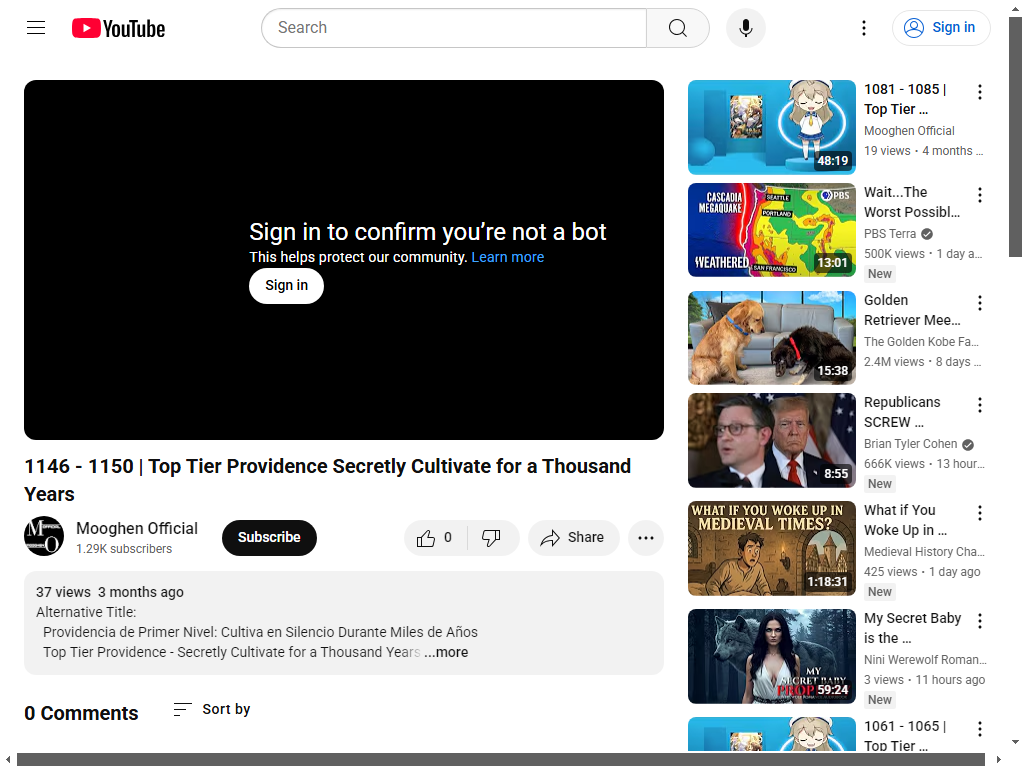 YouTube
Search
Sign in
Sign in to confirm you’re not a bot
This helps protect our community. Learn more
Sign in
1146 - 1150 | Top Tier Providence Secretly Cultivate for a Thousand
Years
Mooghen Official
1.29K subscribers
Subscribe
0
Share
37 views 3 months ago
Alternative Title:
Providencia de Primer Nivel: Cultiva en Silencio Durante Miles de Años
Top Tier Providence - Secretly Cultivate for a Thousand Years ...more
0 Comments
Sort by
48:19
1081 - 1085 |
Top Tier …
Mooghen Official
19 views • 4 months …
CASCADIA
MEGAQUAKE
SEATTLE
PORTLAND
PBS
WEATHERED
SAN FRANCISCO
13:01
Wait...The
Worst Possibl…
PBS Terra
500K views • 1 day a…
New
15:38
Golden
Retriever Mee…
The Golden Kobe Fa…
2.4M views • 8 days …
8:55
Republicans
SCREW …
Brian Tyler Cohen
666K views • 13 hour…
New
WHAT IF YOU WOKE UP IN
MEDIEVAL TIMES?
1:18:31
What if You
Woke Up in …
Medieval History Cha…
425 views • 1 day ago
New
MY
SECRET BABY
PROP
59:24
My Secret Baby
is the …
Nini Werewolf Roman…
3 views • 11 hours ago
New
1061 - 1065 |
Top Tier …